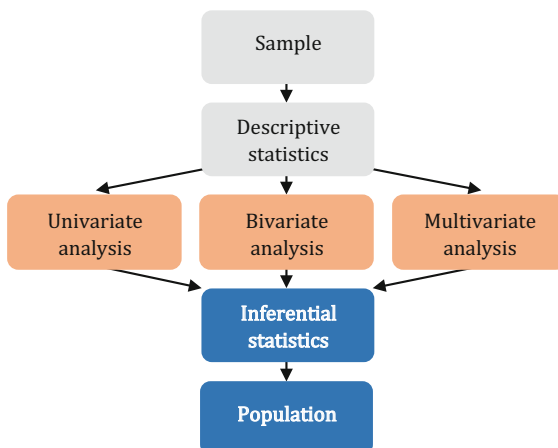 Sample
Descriptive
statistics
Univariate
analysis
Bivariate
analysis
Multivariate
analysis
Inferential
statistics
Population